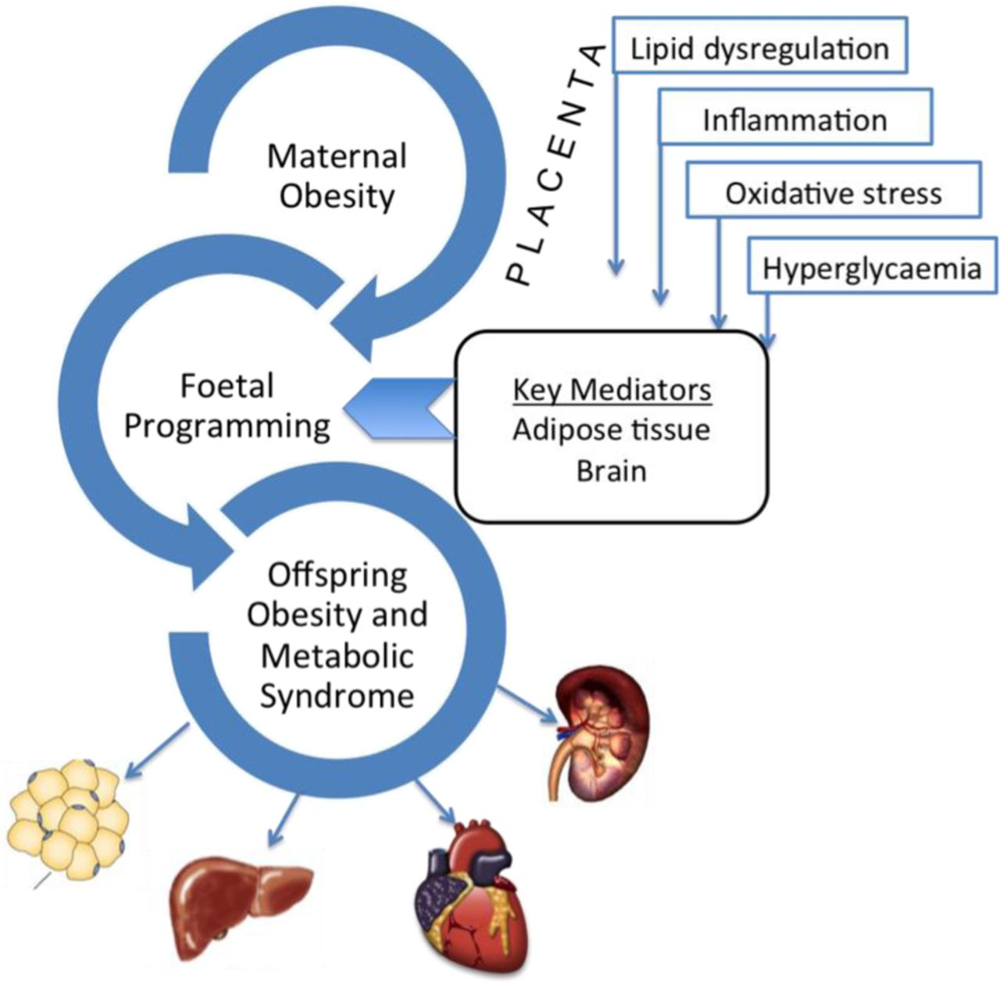 PLACENTA
Lipid dysregulation
Inflammation
Oxidative stress
Hyperglycaemia
Maternal
Obesity
Foetal
Programming
Key Mediators
Adipose tissue
Brain
Offspring
Obesity and
Metabolic
Syndrome